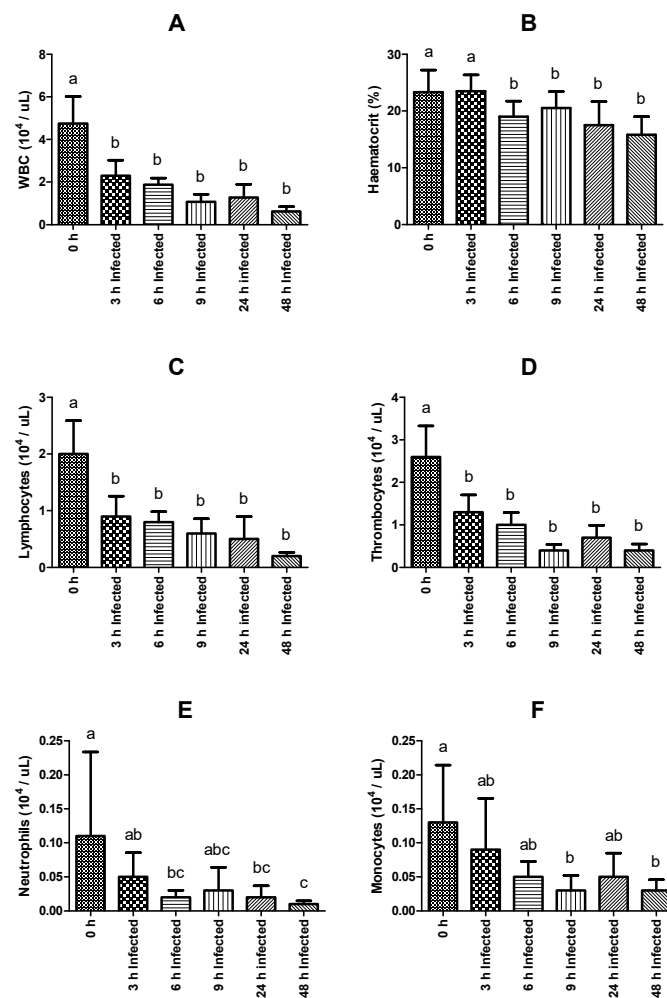 A
WBC (10⁴ / uL)
8
6
4
2
0
a
b
b
b
b
b
0 h
3 h Infected
6 h Infected
9 h Infected
24 h infected
48 h Infected
B
Haematocrit (%)
30
20
10
0
a
a
b
b
b
b
0 h
3 h Infected
6 h Infected
9 h Infected
24 h infected
48 h Infected
C
Lymphocytes (10⁴ / uL)
3
2
1
0
a
b
b
b
b
b
0 h
3 h Infected
6 h Infected
9 h Infected
24 h infected
48 h Infected
D
Thrombocytes (10⁴ / uL)
4
3
2
1
0
a
b
b
b
b
b
0 h
3 h Infected
6 h Infected
9 h Infected
24 h infected
48 h Infected
E
Neutrophils (10⁴ / uL)
0.25
0.20
0.15
0.10
0.05
0.00
a
ab
bc
abc
bc
c
0 h
3 h Infected
6 h Infected
9 h Infected
24 h infected
48 h Infected
F
Monocytes (10⁴ / uL)
0.25
0.20
0.15
0.10
0.05
0.00
a
ab
ab
b
ab
b
0 h
3 h Infected
6 h Infected
9 h Infected
24 h infected
48 h Infected